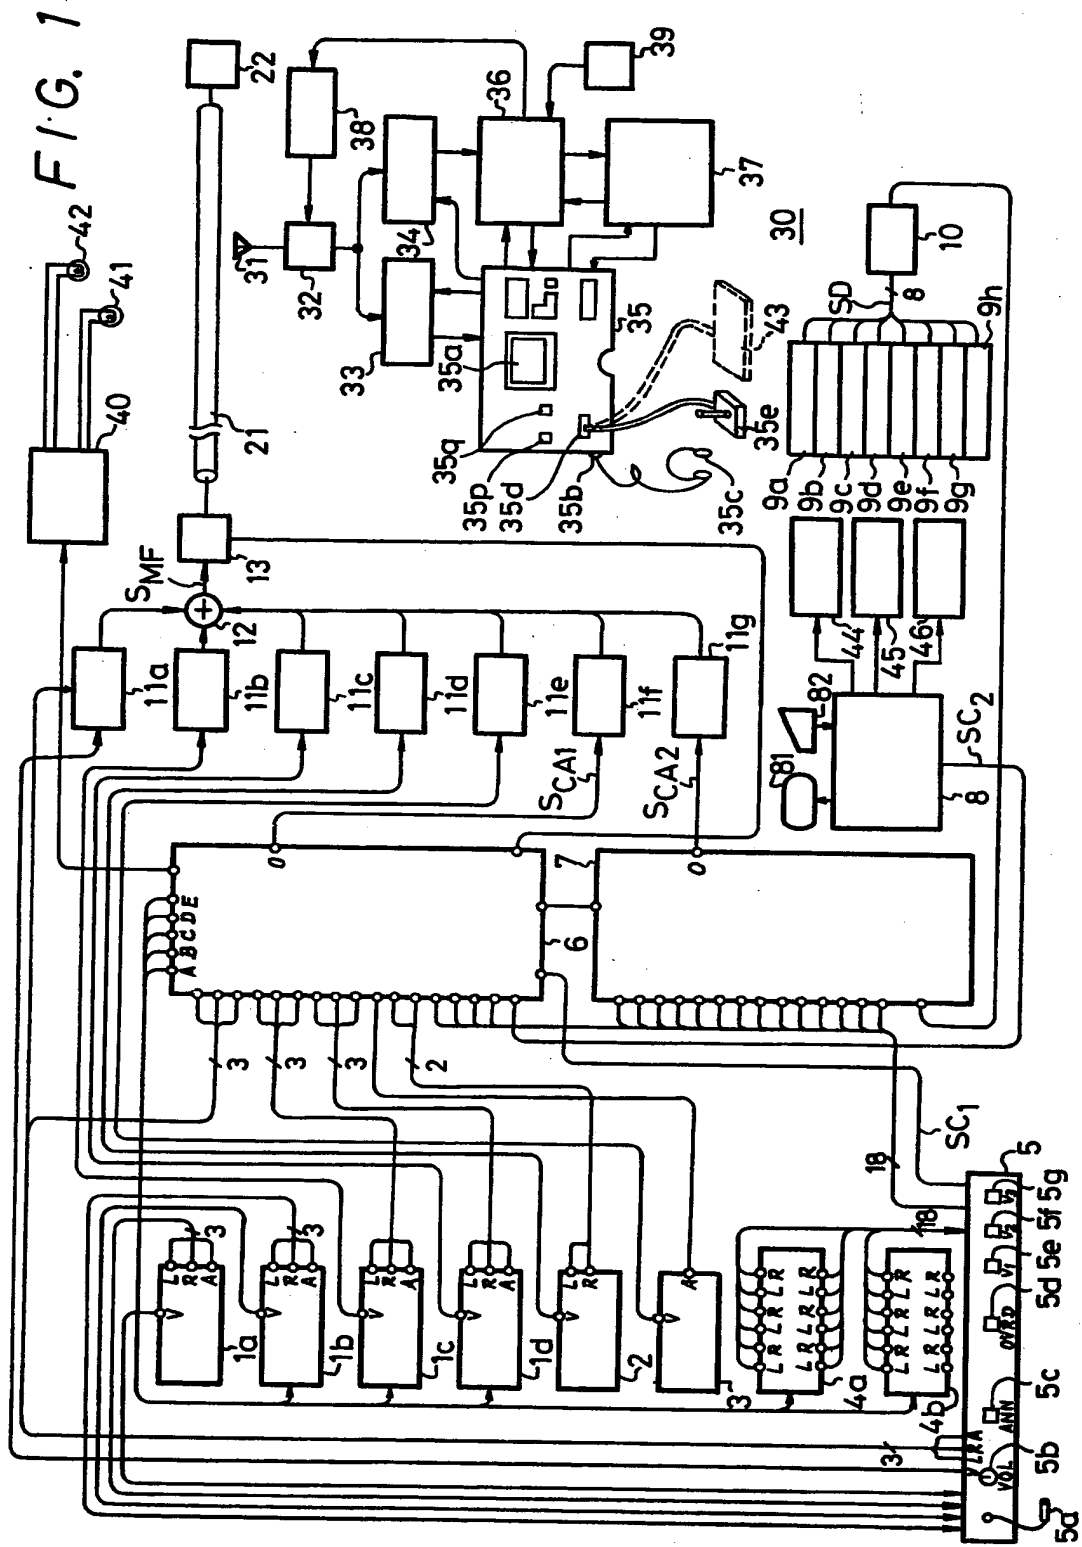 FIG. 1
42
41
40
22
21
13
SMF
12
11a
11b
11c
11d
11e
11f
11g
SCA1
SCA2
31
32
38
36
39
33
34
35a
37
35
30
35q
35p
35d
35b
35c
35e
43
10
SD
8
9a
9b
9c
9d
9e
9f
9g
9h
44
45
46
81
82
8
SC2
A B C D E
O
6
7
O
3
3
3
2
18
SC1
L
R
A
V
3
1a
L
R
A
V
3
1b
L
R
A
V
1c
L
R
A
V
1d
L
R
V
2
A
V
3
L R L R L R L R
L R L R L R
4a
L R L R L R L R
L R L R L R
4b
18
3
L R A
VOL
ANN
OVRD
V1
V2
5
5a
5b
5c
5d
5e
5f
5g